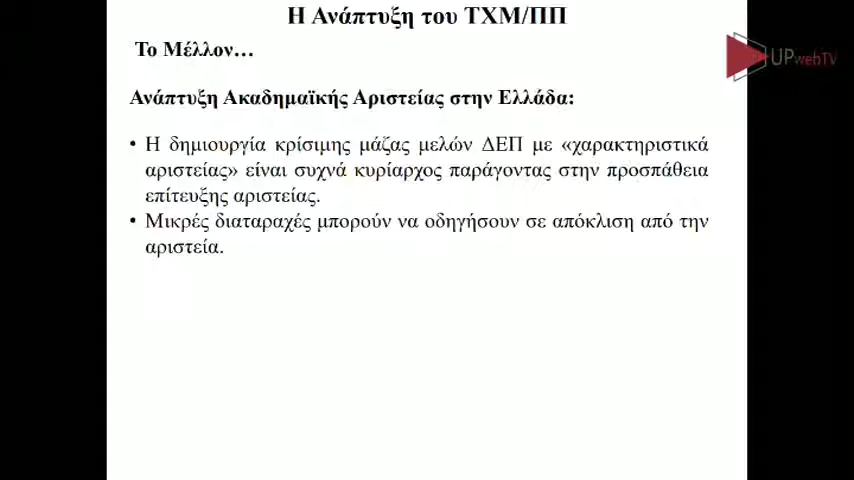 Η Ανάπτυξη του ΤΧΜ/ΠΠ
Το Μέλλον…
UPwebTV
Ανάπτυξη Ακαδημαϊκής Αριστείας στην Ελλάδα:
• Η δημιουργία κρίσιμης μάζας μελών ΔΕΠ με «χαρακτηριστικά
αριστείας» είναι συχνά κυρίαρχος παράγοντας στην προσπάθεια
επίτευξης αριστείας.
• Μικρές διαταραχές μπορούν να οδηγήσουν σε απόκλιση από την
αριστεία.